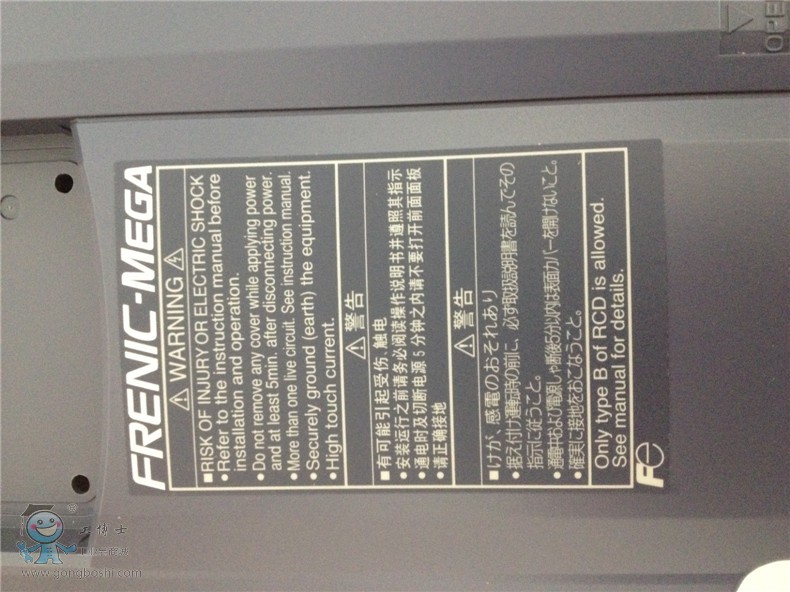 FRENIC-MEGA
⚠ WARNING ⚠
■RISK OF INJURY OR ELECTRIC SHOCK
•Refer to the instruction manual before
installation and operation.
•Do not remove any cover while applying power
and at least 5min. after disconnecting power.
•More than one live circuit. See instruction manual.
•Securely ground (earth) the equipment.
•High touch current.
⚠ 警告
■有可能引起受伤、触电
•安装运行之前请务必阅读操作说明书并遵照其指示
•通电时及切断电源5分钟之内请不要打开前面面板
•请正确接地
⚠ 警告
■けが、感電のおそれあり
•据え付け運転時の前に、必ず取扱説明書を読んでその
指示に従うこと。
•通電中および電源しゃ断後5分以内は表面カバーを開けないこと。
•確実に接地をおこなうこと。
Only type B of RCD is allowed.
See manual for details.
Fe
OPE
工博士
www.gongboshi.com